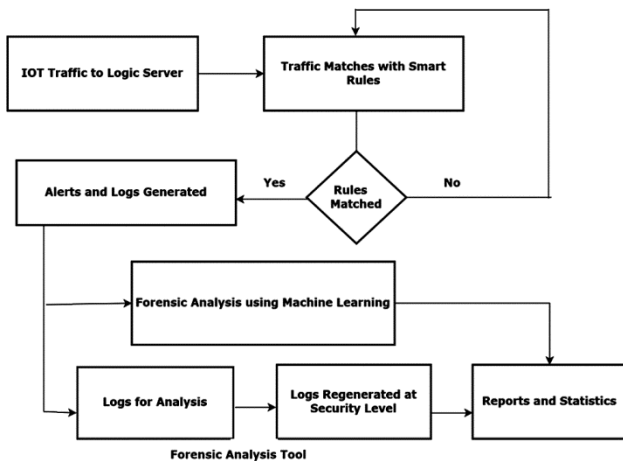 IOT Traffic to Logic Server
Traffic Matches with Smart
Rules
Alerts and Logs Generated
Yes
Rules
Matched
No
Forensic Analysis using Machine Learning
Logs for Analysis
Logs Regenerated at
Security Level
Reports and Statistics
Forensic Analysis Tool